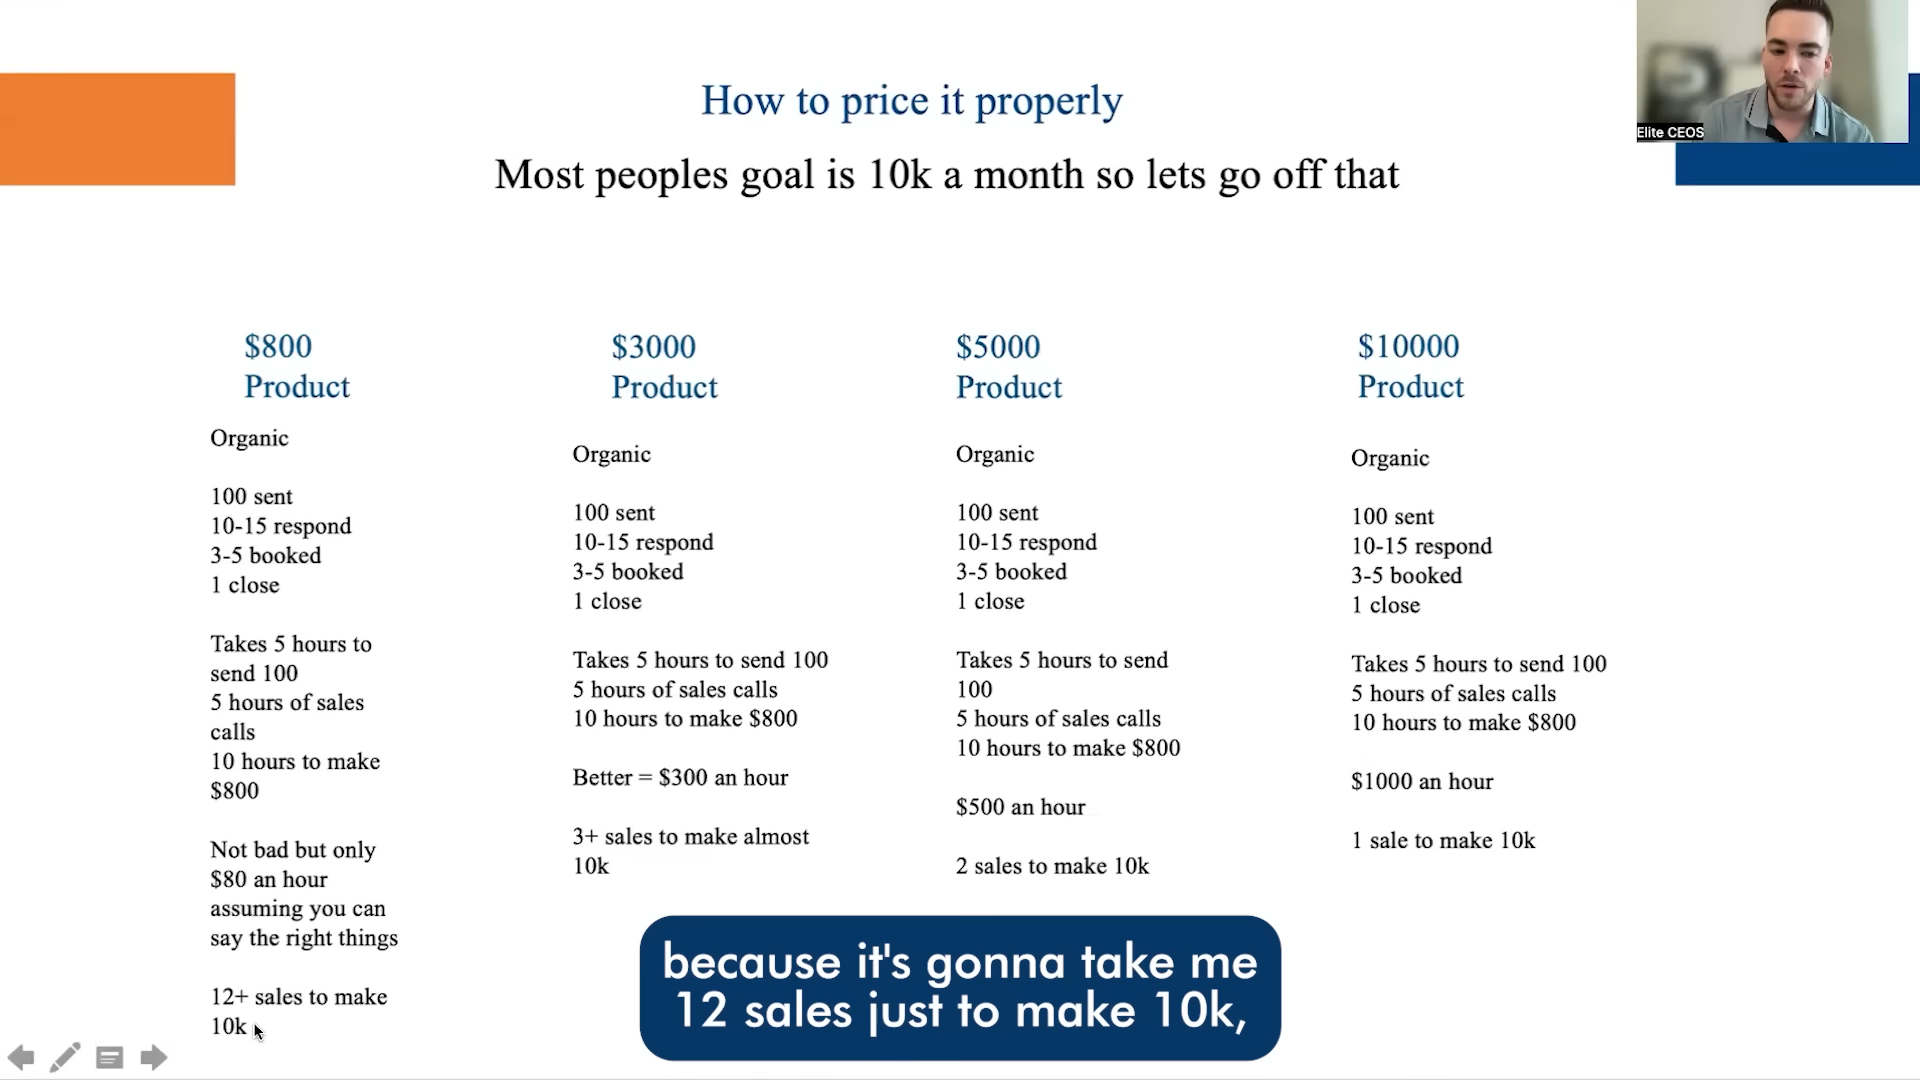 How to price it properly
Most peoples goal is 10k a month so lets go off that
Elite CEOS
$800
Product
Organic
100 sent
10-15 respond
3-5 booked
1 close
Takes 5 hours to
send 100
5 hours of sales
calls
10 hours to make
$800
Not bad but only
$80 an hour
assuming you can
say the right things
12+ sales to make
10k
$3000
Product
Organic
100 sent
10-15 respond
3-5 booked
1 close
Takes 5 hours to send 100
5 hours of sales calls
10 hours to make $800
Better = $300 an hour
3+ sales to make almost
10k
$5000
Product
Organic
100 sent
10-15 respond
3-5 booked
1 close
Takes 5 hours to send
100
5 hours of sales calls
10 hours to make $800
$500 an hour
2 sales to make 10k
$10000
Product
Organic
100 sent
10-15 respond
3-5 booked
1 close
Takes 5 hours to send 100
5 hours of sales calls
10 hours to make $800
$1000 an hour
1 sale to make 10k
because it's gonna take me
12 sales just to make 10k,